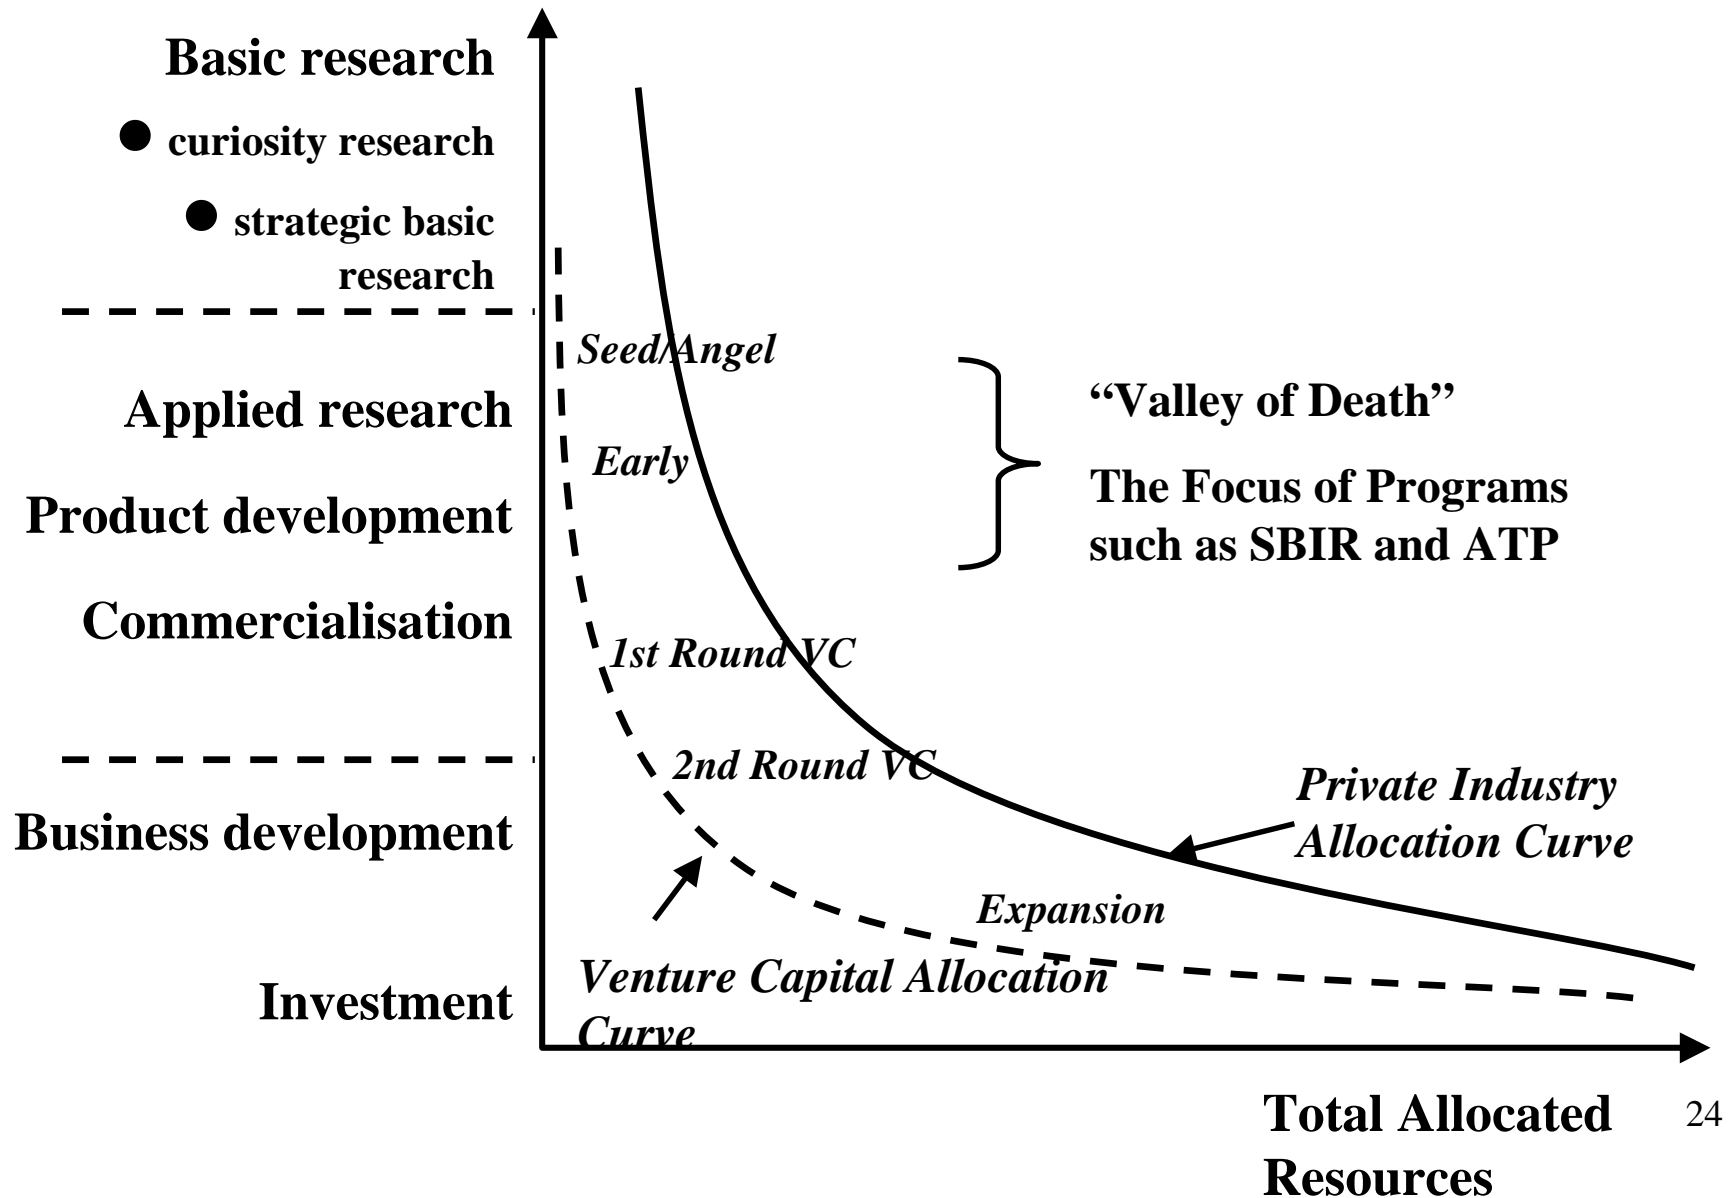 Basic research
● curiosity research
● strategic basic
research
Seed/Angel
Applied research
“Valley of Death”
Early
The Focus of Programs
such as SBIR and ATP
Product development
Commercialisation
1st Round VC
2nd Round VC
Private Industry
Allocation Curve
Business development
Expansion
Venture Capital Allocation
Curve
Investment
Total Allocated
Resources
24